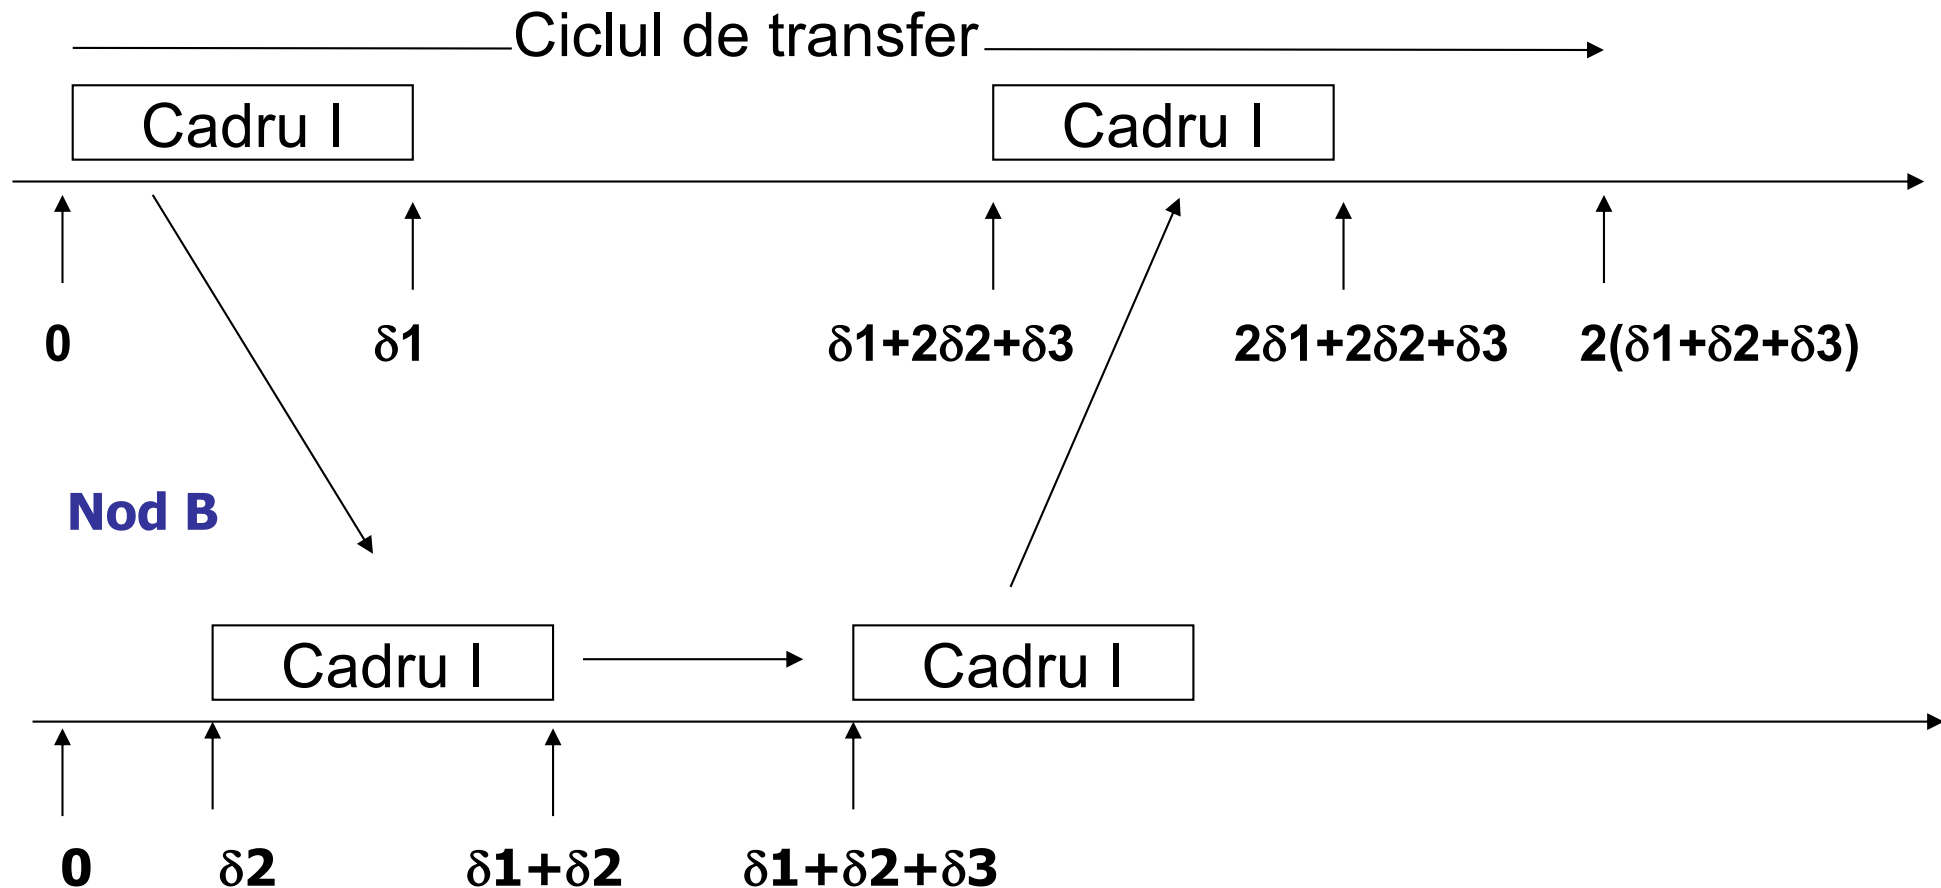 Ciclul de transfer
Cadru I Cadru I
0 δ1 δ1+2δ2+δ3 2δ1+2δ2+δ3 2(δ1+δ2+δ3)
Nod B
Cadru I Cadru I
0 δ2 δ1+δ2 δ1+δ2+δ3